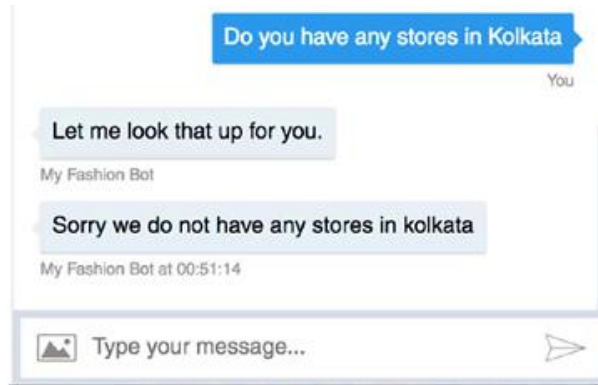 Do you have any stores in Kolkata
You
Let me look that up for you.
My Fashion Bot
Sorry we do not have any stores in kolkata
My Fashion Bot at 00:51:14
Type your message...